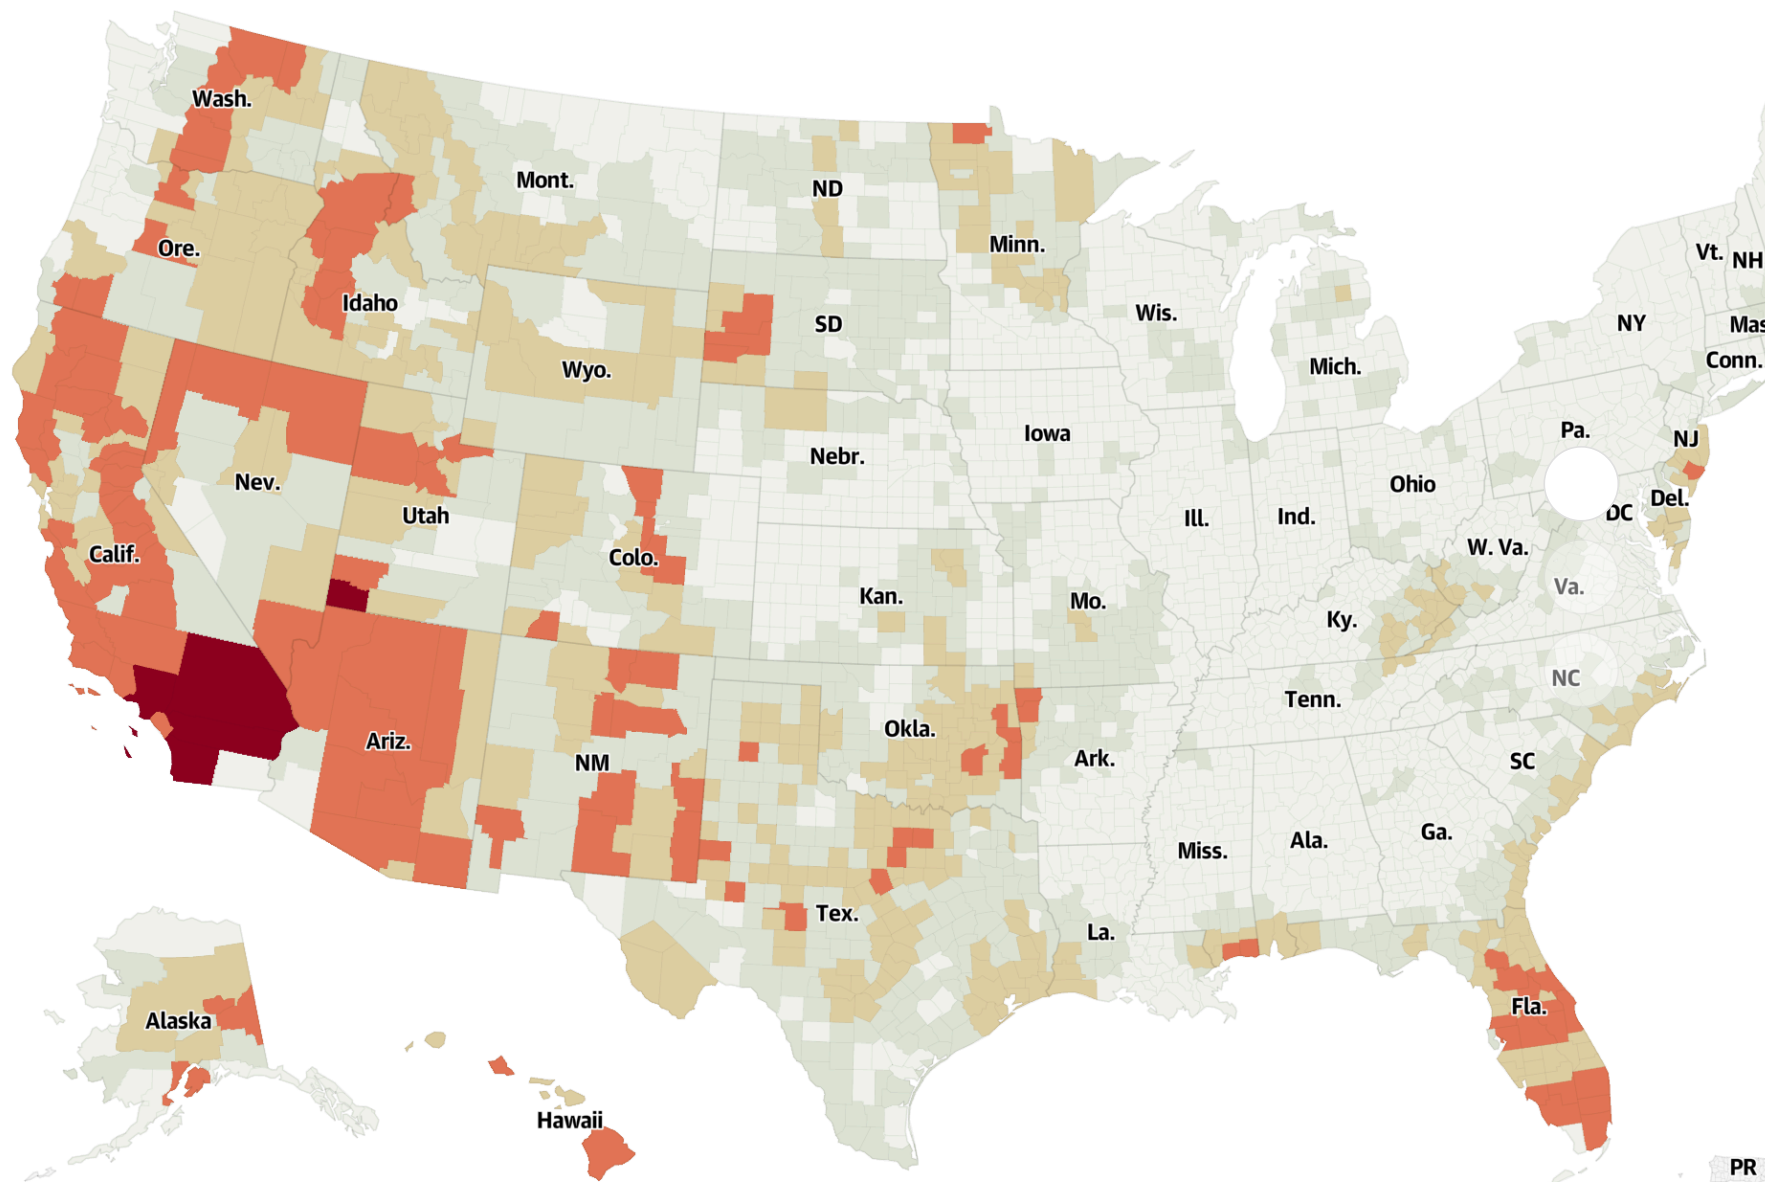 Wash.
Mont.
ND
Minn.
Ore.
Idaho
Wis.
SD
Wyo.
Mich.
NY
Vt.
NH
Mas
Conn.
Iowa
Nebr.
Pa.
NJ
Nev.
Utah
Ohio
Ill.
Ind.
Del.
DC
Calif.
Colo.
Kan.
Mo.
W. Va.
Va.
Ky.
NC
Tenn.
Okla.
Ariz.
NM
Ark.
SC
Miss.
Ala.
Ga.
Tex.
La.
Fla.
Alaska
Hawaii
PR